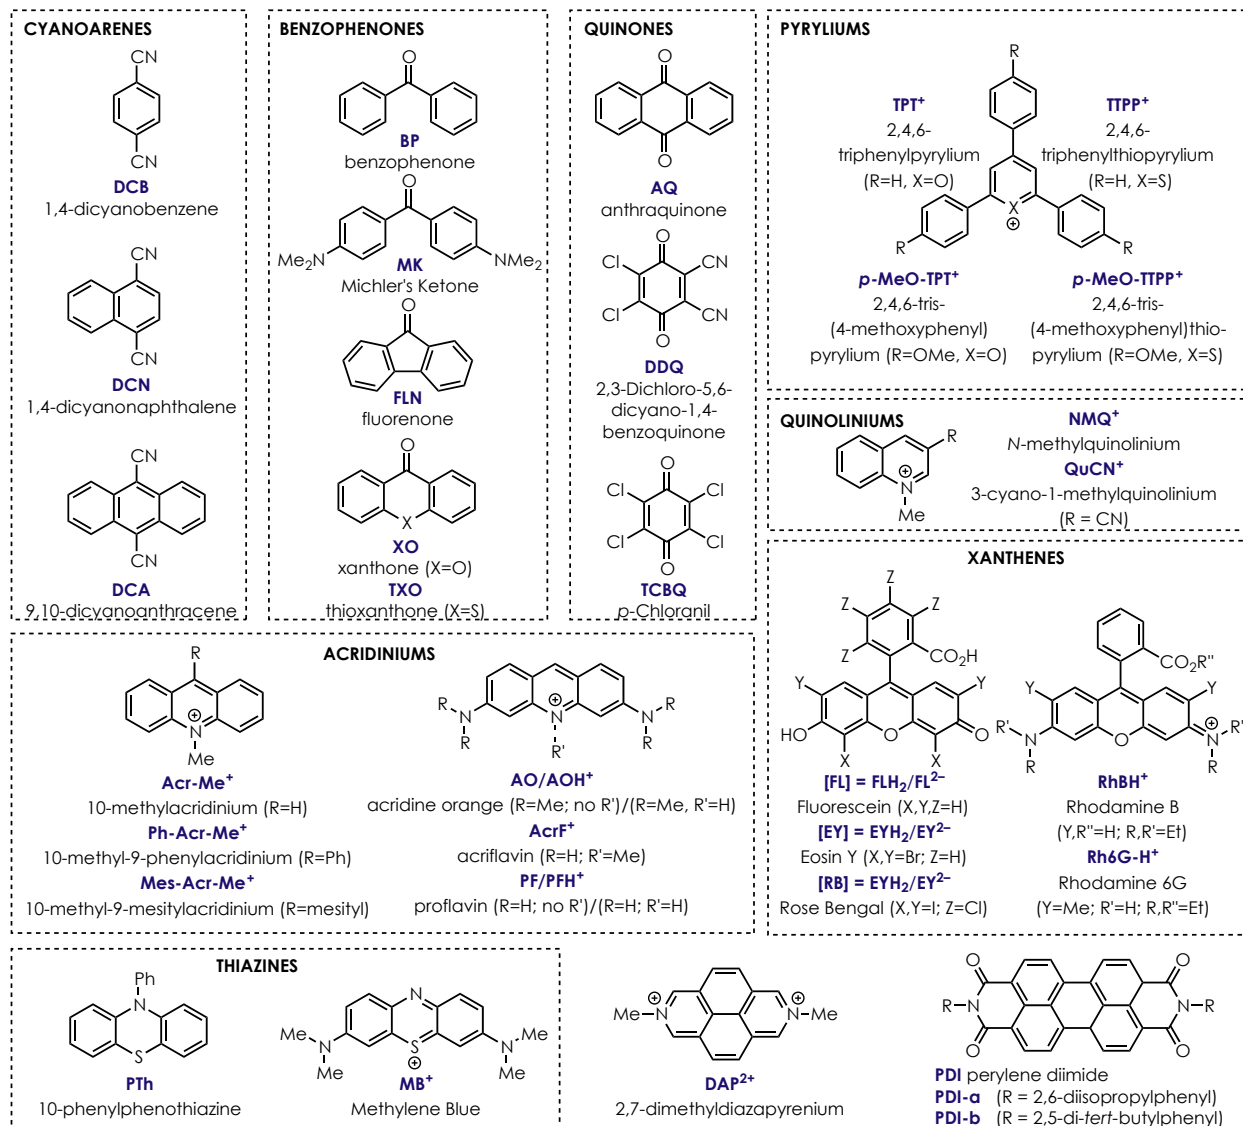 CYANOARENES
CN
CN
DCB
1,4-dicyanobenzene
CN
CN
DCN
1,4-dicyanonaphthalene
CN
CN
DCA
9,10-dicyanoanthracene
BENZOPHENONES
O
BP
benzophenone
O
Me₂N
NMe₂
MK
Michler's Ketone
O
FLN
fluorenone
O
X
XO
xanthone (X=O)
TXO
thioxanthone (X=S)
QUINONES
O
O
AQ
anthraquinone
O
Cl
CN
Cl
CN
O
DDQ
2,3-Dichloro-5,6-
dicyano-1,4-
benzoquinone
O
Cl
Cl
Cl
Cl
O
TCBQ
p-Chloranil
PYRYLIUMS
R
TPT⁺
2,4,6-
triphenylpyrylium
(R=H, X=O)
TTPP⁺
2,4,6-
triphenylthiopyrylium
(R=H, X=S)
X
⊕
R
R
p-MeO-TPT⁺
2,4,6-tris-
(4-methoxyphenyl)
pyrylium (R=OMe, X=O)
p-MeO-TTPP⁺
2,4,6-tris-
(4-methoxyphenyl)thio-
pyrylium (R=OMe, X=S)
QUINOLINIUMS
R
⊕
N
Me
NMQ⁺
N-methylquinolinium
QuCN⁺
3-cyano-1-methylquinolinium
(R = CN)
ACRIDINIUMS
R
⊕
N
Me
Acr-Me⁺
10-methylacridinium (R=H)
Ph-Acr-Me⁺
10-methyl-9-phenylacridinium (R=Ph)
Mes-Acr-Me⁺
10-methyl-9-mesitylacridinium (R=mesityl)
R
N
R
⊕
N
R'
R
N
R
AO/AOH⁺
acridine orange (R=Me; no R')/(R=Me, R'=H)
AcrF⁺
acriflavin (R=H; R'=Me)
PF/PFH⁺
proflavin (R=H; no R')/(R=H; R'=H)
XANTHENES
Z
Z
Z
Z
CO₂H
Y
Y
HO
O
O
X
X
[FL] = FLH₂/FL²⁻
Fluorescein (X,Y,Z=H)
[EY] = EYH₂/EY²⁻
Eosin Y (X,Y=Br; Z=H)
[RB] = EYH₂/EY²⁻
Rose Bengal (X,Y=I; Z=Cl)
CO₂R"
Y
Y
R'
N
R
O
⊕
R'
N
R
RhBH⁺
Rhodamine B
(Y,R"=H; R,R'=Et)
Rh6G-H⁺
Rhodamine 6G
(Y=Me; R'=H; R,R"=Et)
THIAZINES
Ph
N
S
PTh
10-phenylphenothiazine
N
Me
N
Me
S
⊕
Me
N
Me
MB⁺
Methylene Blue
⊕
⊕
Me
N
N
Me
DAP²⁺
2,7-dimethyldiazapyrenium
O
O
R
N
N
R
O
O
PDI perylene diimide
PDI-a (R = 2,6-diisopropylphenyl)
PDI-b (R = 2,5-di-tert-butylphenyl)